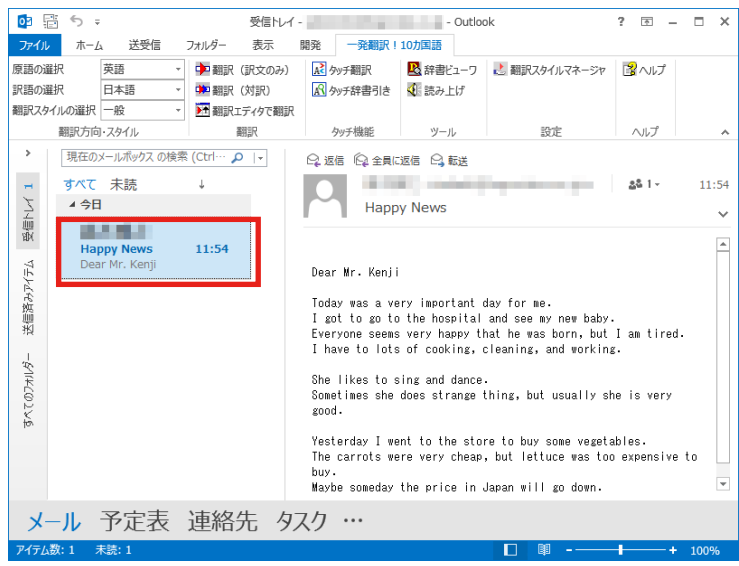 受信トレイ - - Outlook
ファイル ホーム 送受信 フォルダー 表示 開発 一発翻訳！10カ国語
原語の選択 英語
訳語の選択 日本語
翻訳スタイルの選択 一般
翻訳方向・スタイル
翻訳（訳文のみ）
翻訳（対訳）
翻訳エディタで翻訳
翻訳
タッチ翻訳
タッチ辞書引き
タッチ機能
辞書ビューワ
読み上げ
ツール
翻訳スタイルマネージャ
設定
ヘルプ
ヘルプ
受信トレイ 1
送信済みアイテム
すべてのフォルダー
現在のメールボックス の検索 (Ctrl…
すべて 未読 ↓
今日
Happy News 11:54
Dear Mr. Kenji
返信 全員に返信 転送
1 11:54
Happy News
Dear Mr. Kenji
Today was a very important day for me.
I got to go to the hospital and see my new baby.
Everyone seems very happy that he was born, but I am tired.
I have to lots of cooking, cleaning, and working.
She likes to sing and dance.
Sometimes she does strange thing, but usually she is very
good.
Yesterday I went to the store to buy some vegetables.
The carrots were very cheap, but lettuce was too expensive to
buy.
Maybe someday the price in Japan will go down.
メール 予定表 連絡先 タスク …
アイテム数: 1 未読: 1 100%